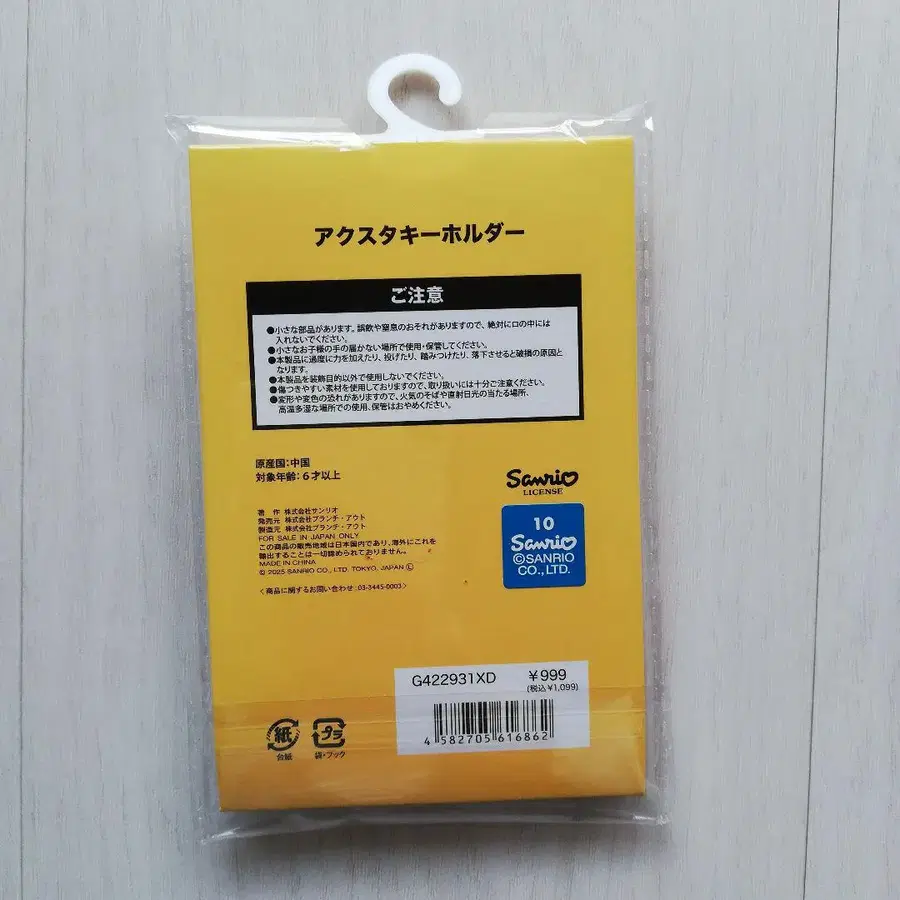 アクスタキーホルダー
ご注意
●小さな部品があります。誤飲や窒息のおそれがありますので、絶対に口の中には
入れないでください。
●小さなお子様の手の届かない場所で使用・保管してください。
●本製品に過度に力を加えたり、投げたり、踏みつけたり、落下させると破損の原因と
なります。
●本製品を装飾目的以外で使用しないでください。
●傷つきやすい素材を使用しておりますので、取り扱いには十分ご注意ください。
●変形や変色の恐れがありますので、火気のそばや直射日光の当たる場所、
高温多湿な場所での使用、保管はおやめください。
原産国:中国
対象年齢:6才以上
著 作 株式会社サンリオ
発売元 株式会社ブランチ・アウト
製造元 株式会社ブランチ・アウト
FOR SALE IN JAPAN ONLY
この商品の販売地域は日本国内であり、海外にこれを
輸出することは一切認められておりません。
MADE IN CHINA
© 2025 SANRIO CO., LTD. TOKYO, JAPAN Ⓛ
〈商品に関するお問い合わせ 03-3445-0003〉
Sanrio
LICENSE
10
Sanrio
©SANRIO
CO.,LTD.
G422931XD ¥999
(税込¥1,099)
4 582705 616862
紙
台紙
プラ
袋・フック